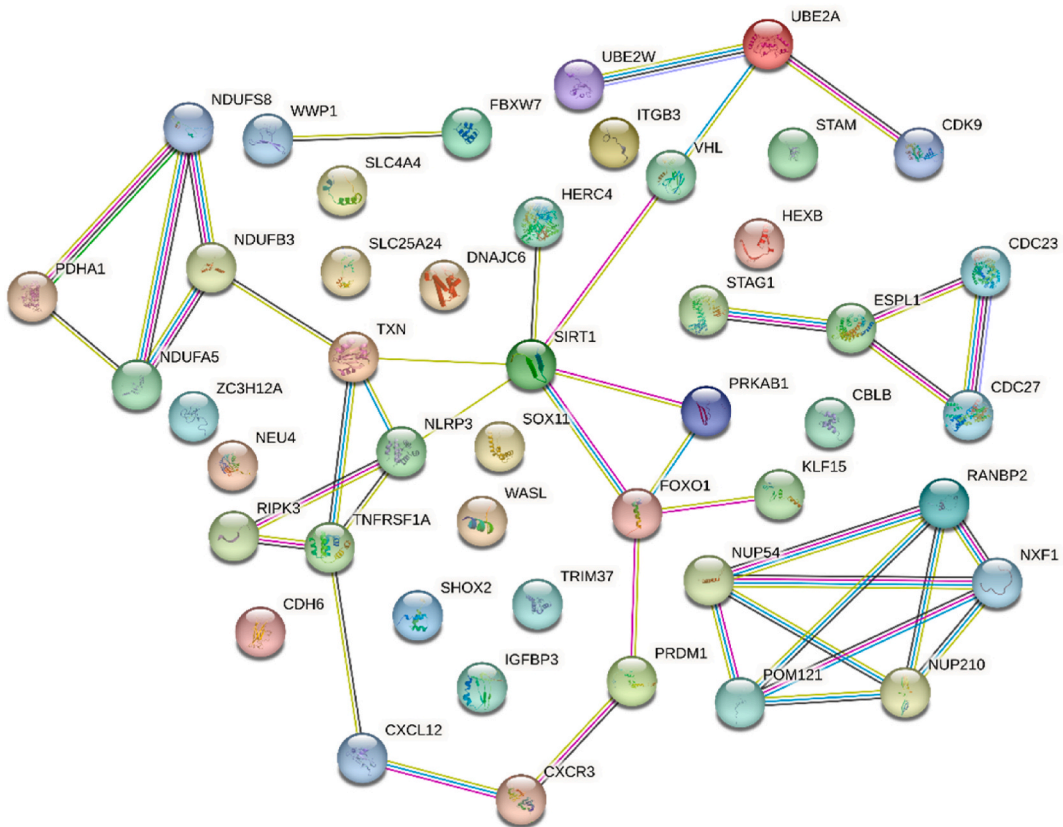 UBE2A
UBE2W
NDUFS8
WWP1
FBXW7
ITGB3
STAM
CDK9
VHL
SLC4A4
HERC4
HEXB
NDUFB3
SLC25A24
DNAJC6
CDC23
PDHA1
STAG1
ESPL1
TXN
SIRT1
NDUFA5
ZC3H12A
PRKAB1
CBLB
CDC27
NLRP3
SOX11
NEU4
KLF15
RANBP2
FOXO1
WASL
RIPK3
TNFRSF1A
NUP54
NXF1
SHOX2
TRIM37
CDH6
PRDM1
NUP210
IGFBP3
POM121
CXCL12
CXCR3